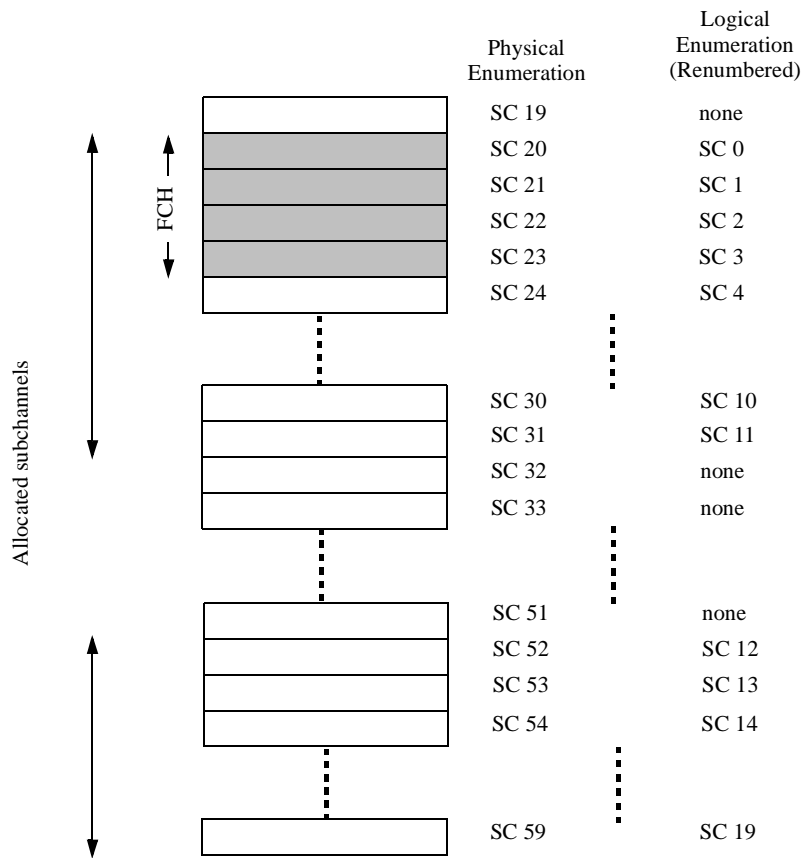 Physical
Enumeration
Logical
Enumeration
(Renumbered)
SC 19 none
SC 20 SC 0
SC 21 SC 1
SC 22 SC 2
SC 23 SC 3
SC 24 SC 4
FCH
Allocated subchannels
SC 30 SC 10
SC 31 SC 11
SC 32 none
SC 33 none
SC 51 none
SC 52 SC 12
SC 53 SC 13
SC 54 SC 14
SC 59 SC 19